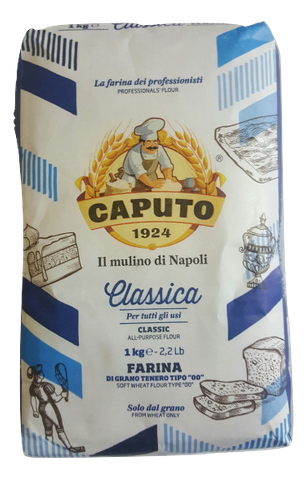 La farina dei professionisti
PROFESSIONALS' FLOUR
CAPUTO
®
1924
Il mulino di Napoli
Classica
Per tutti gli usi
CLASSIC
ALL-PURPOSE FLOUR
1 kg e - 2,2 Lb
FARINA
DI GRANO TENERO TIPO "00"
SOFT WHEAT FLOUR TYPE "00"
Solo dal grano
FROM WHEAT ONLY